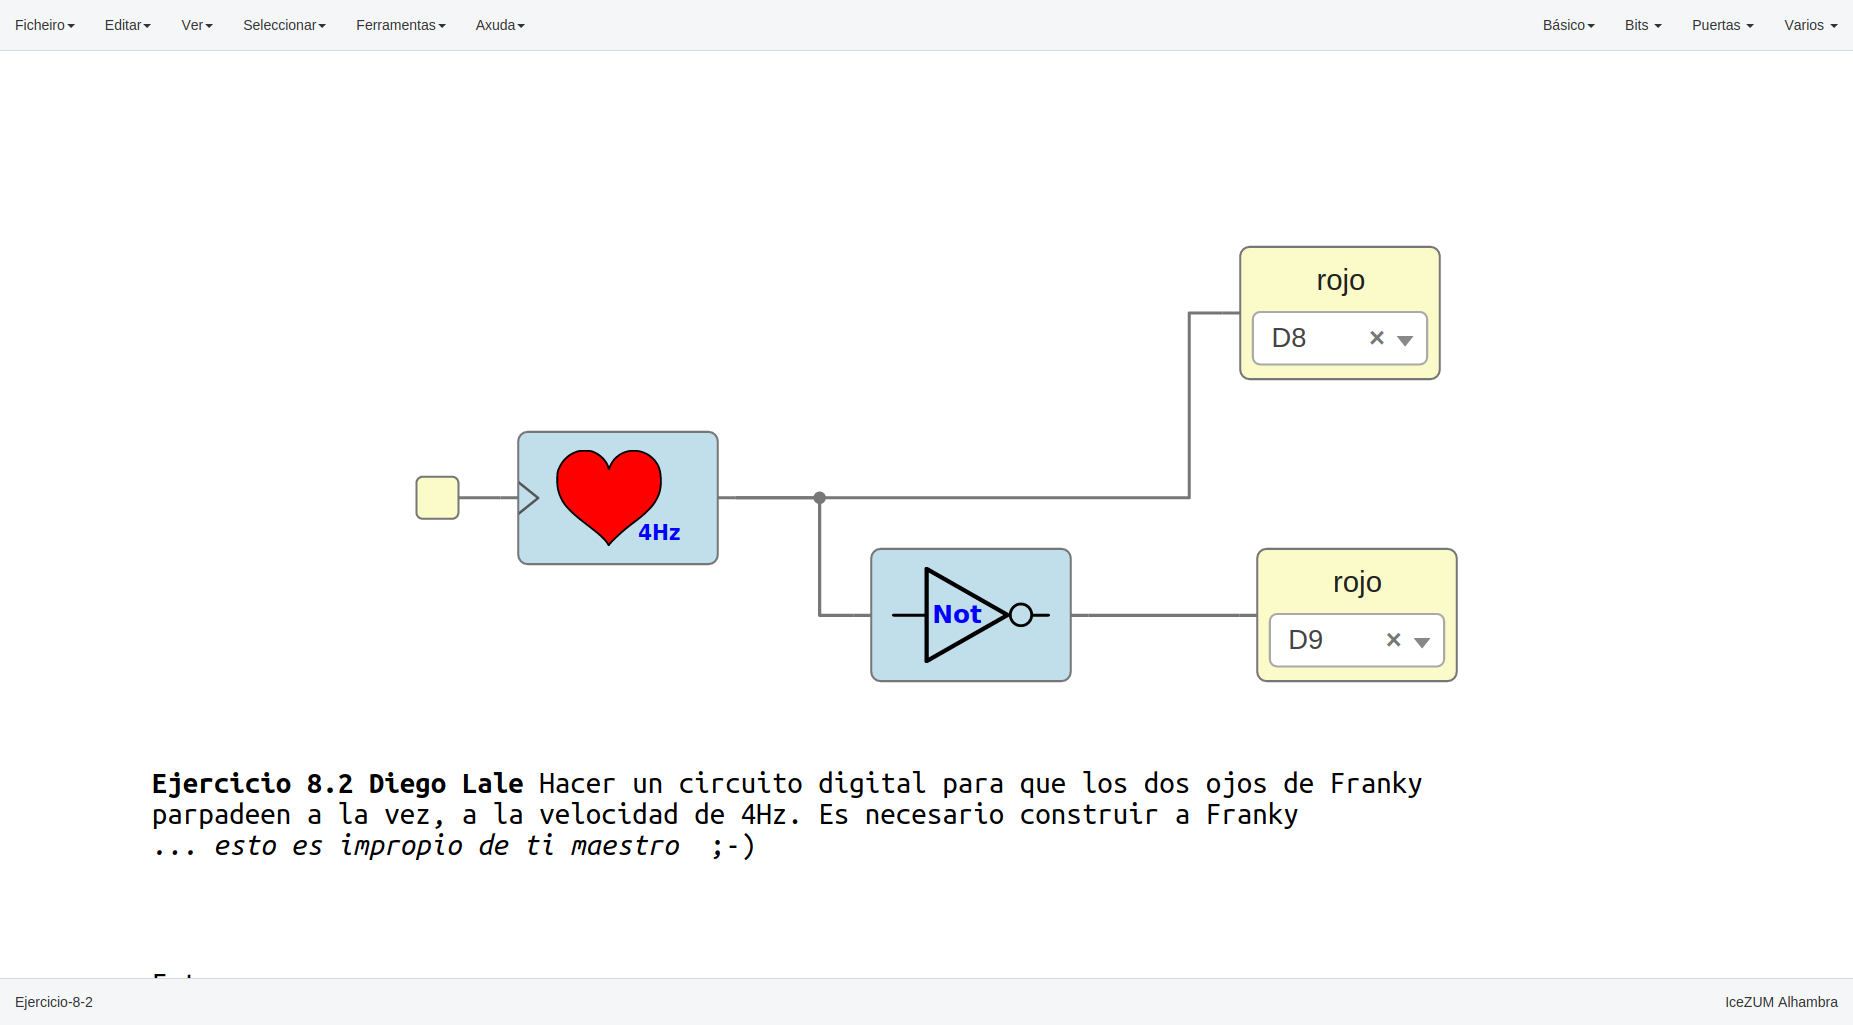 Ficheiro Editar Ver Seleccionar Ferramentas Axuda Básico Bits Puertas Varios
rojo
D8 ×
4Hz
Not
rojo
D9 ×
Ejercicio 8.2 Diego Lale Hacer un circuito digital para que los dos ojos de Franky
parpadeen a la vez, a la velocidad de 4Hz. Es necesario construir a Franky
... esto es impropio de ti maestro ;-)
Ejercicio-8-2 IceZUM Alhambra